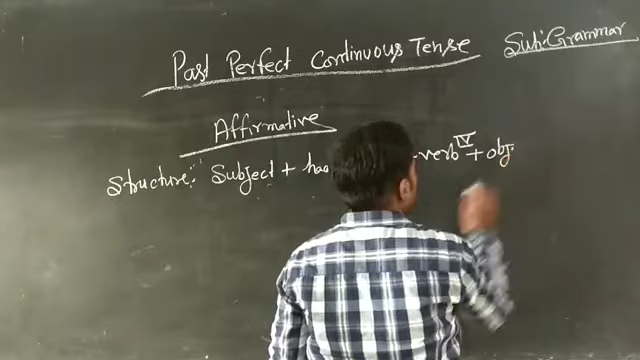 Past Perfect Continuous Tense
Sub:Grammar
Affirmative
Structure: Subject + ha verb IV + obj